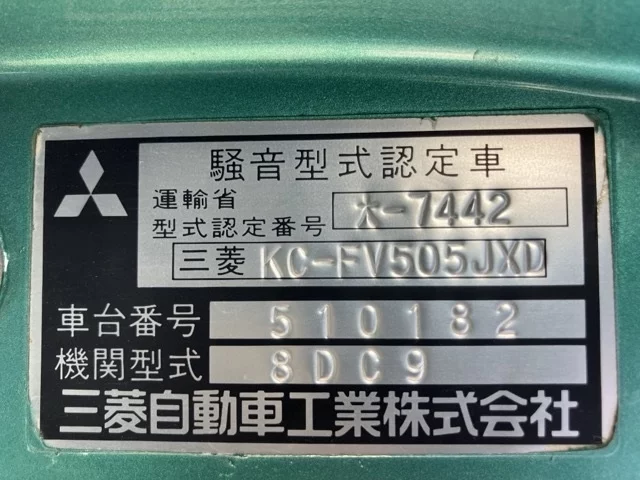 騒音型式認定車
運輸省
型式認定番号 大-7442
三菱 KC-FV505JXD
車台番号 510182
機関型式 8DC9
三菱自動車工業株式会社